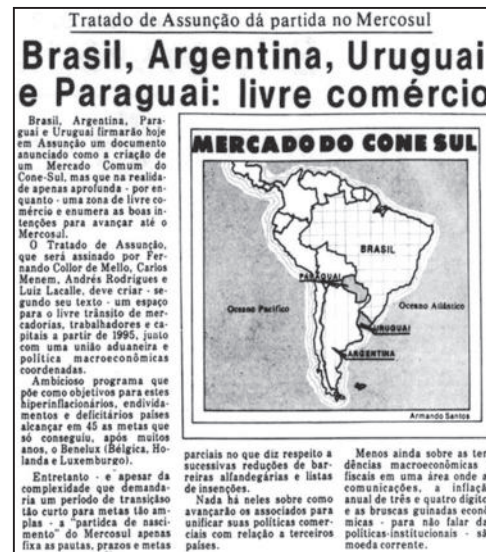 Tratado de Assunção dá partida no Mercosul
Brasil, Argentina, Uruguai
e Paraguai: livre comércio
Brasil, Argentina, Para-
guai e Uruguai firmarão hoje
em Assunção um documento
anunciado como a criação de
um Mercado Comum do
Cone-Sul, mas que na realida-
de apenas aprofunda - por en-
quanto - uma zona de livre co-
mércio e enumera as boas in-
tenções para avançar até o
Mercosul.
O Tratado de Assunção,
que será assinado por Fer-
nando Collor de Mello, Carlos
Menem, Andrés Rodrigues e
Luiz Lacalle, deve criar - se-
gundo seu texto - um espaço
para o livre trânsito de mer-
cadorias, trabalhadores e ca-
pitais a partir de 1995, junto
com uma união aduaneira e
política macroeconômica
coordenadas.
Ambicioso programa que
põe como objetivos para estes
hiperinflacionários, endivida-
mentos e deficitários países
alcançar em 45 as metas que
só conseguiu, após muitos
anos, o Benelux (Bélgica, Ho-
landa e Luxemburgo).
Entretanto - e apesar da
complexidade que demanda-
ria um período de transição
tão curto para metas tão am-
plas - a "partidca de nasci-
mento" do Mercosul apenas
fixa as pautas, prazos e metas
MERCADO DO CONE SUL
BRASIL
PARAGUAI
Oceano Pacífico
Oceano Atlático
URUGUAI
ARGENTINA
Armando Santos
parciais no que diz respeito a
sucessivas reduções de bar-
reiras alfandegárias e listas
de insenções.
Nada há neles sobre como
avançarão os associados para
unificar suas políticas comer-
ciais com relação a terceiros
países.
Menos ainda sobre as ten-
dências macroeconômicas
fiscais em uma área onde a
comunicações, a inflaçã
anual de três e quatro dígito
e as bruscas guinadas econô
micas - para não falar da
políticas-institucionais - sã
moeda corrente.